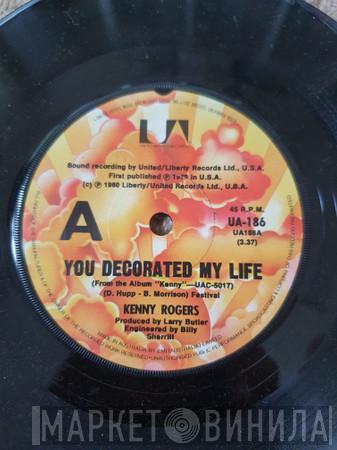 UA
Sound recording by United/Liberty Records Ltd., U.S.A.
First published Ⓟ 1979 in U.S.A.
(c) Ⓟ 1980 Liberty/United Records Ltd., U.S.A.
A
45 R.P.M.
UA-186
UA186A
(3.37)
YOU DECORATED MY LIFE
(From the Album "Kenny"—UAC-5017)
(D. Hupp - B. Morrison) Festival
KENNY ROGERS
Produced by Larry Butler
Engineered by Billy
Sherrill
МАРКЕТ ВИНИЛА